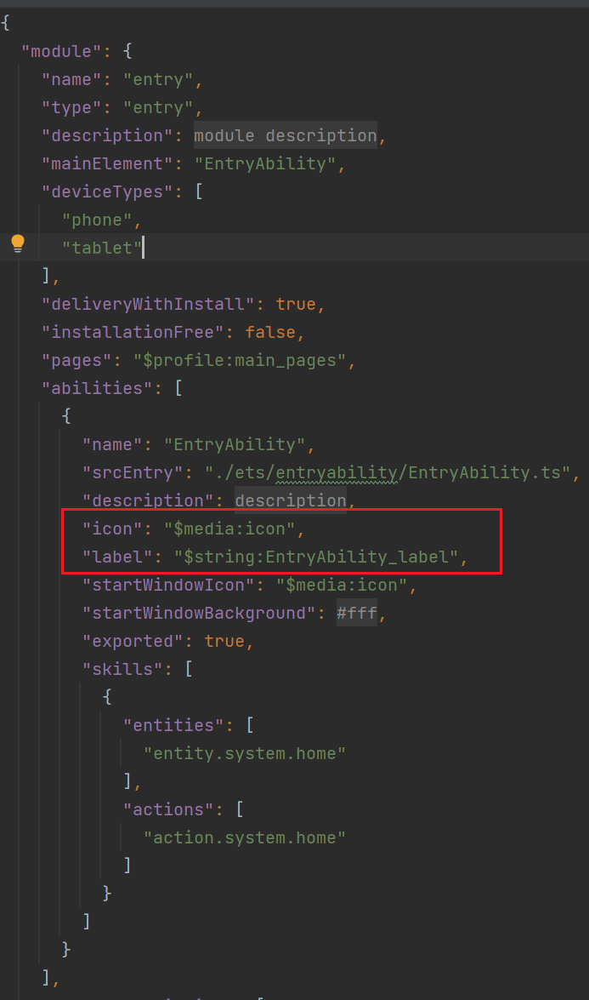 {
"module": {
"name": "entry",
"type": "entry",
"description": module description,
"mainElement": "EntryAbility",
"deviceTypes": [
"phone",
"tablet"
],
"deliveryWithInstall": true,
"installationFree": false,
"pages": "$profile:main_pages",
"abilities": [
{
"name": "EntryAbility",
"srcEntry": "./ets/entryability/EntryAbility.ts",
"description": description,
"icon": "$media:icon",
"label": "$string:EntryAbility_label",
"startWindowIcon": "$media:icon",
"startWindowBackground": #fff,
"exported": true,
"skills": [
{
"entities": [
"entity.system.home"
],
"actions": [
"action.system.home"
]
}
]
}
],